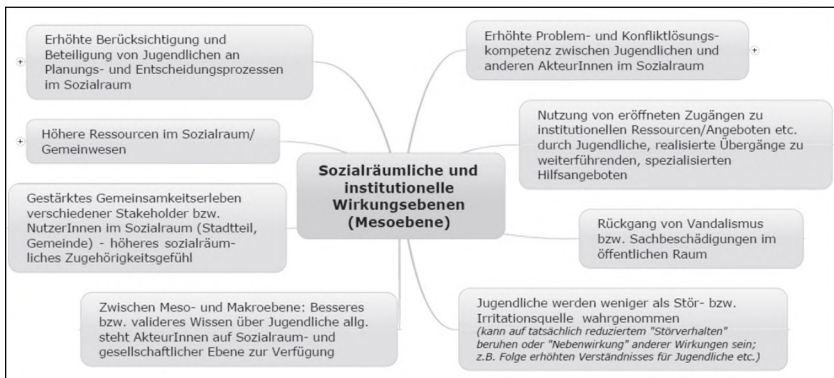 Erhöhte Berücksichtigung und
Beteiligung von Jugendlichen an
Planungs- und Entscheidungsprozessen
im Sozialraum
Höhere Ressourcen im Sozialraum/
Gemeinwesen
Gestärktes Gemeinsamkeitserleben
verschiedener Stakeholder bzw.
NutzerInnen im Sozialraum (Stadtteil,
Gemeinde) - höheres sozialräum-
liches Zugehörigkeitsgefühl
Zwischen Meso- und Makroebene: Besseres
bzw. valideres Wissen über Jugendliche allg.
steht AkteurInnen auf Sozialraum- und
gesellschaftlicher Ebene zur Verfügung
Sozialräumliche und
institutionelle
Wirkungsebenen
(Mesoebene)
Erhöhte Problem- und Konfliktlösungs-
kompetenz zwischen Jugendlichen und
anderen AkteurInnen im Sozialraum
Nutzung von eröffneten Zugängen zu
institutionellen Ressourcen/Angeboten etc.
durch Jugendliche, realisierte Übergänge zu
weiterführenden, spezialisierten
Hilfsangeboten
Rückgang von Vandalismus
bzw. Sachbeschädigungen im
öffentlichen Raum
Jugendliche werden weniger als Stör- bzw.
Irritationsquelle wahrgenommen
(kann auf tatsächlich reduziertem "Störverhalten"
beruhen oder "Nebenwirkung" anderer Wirkungen sein;
z.B. Folge erhöhten Verständnisses für Jugendliche etc.)